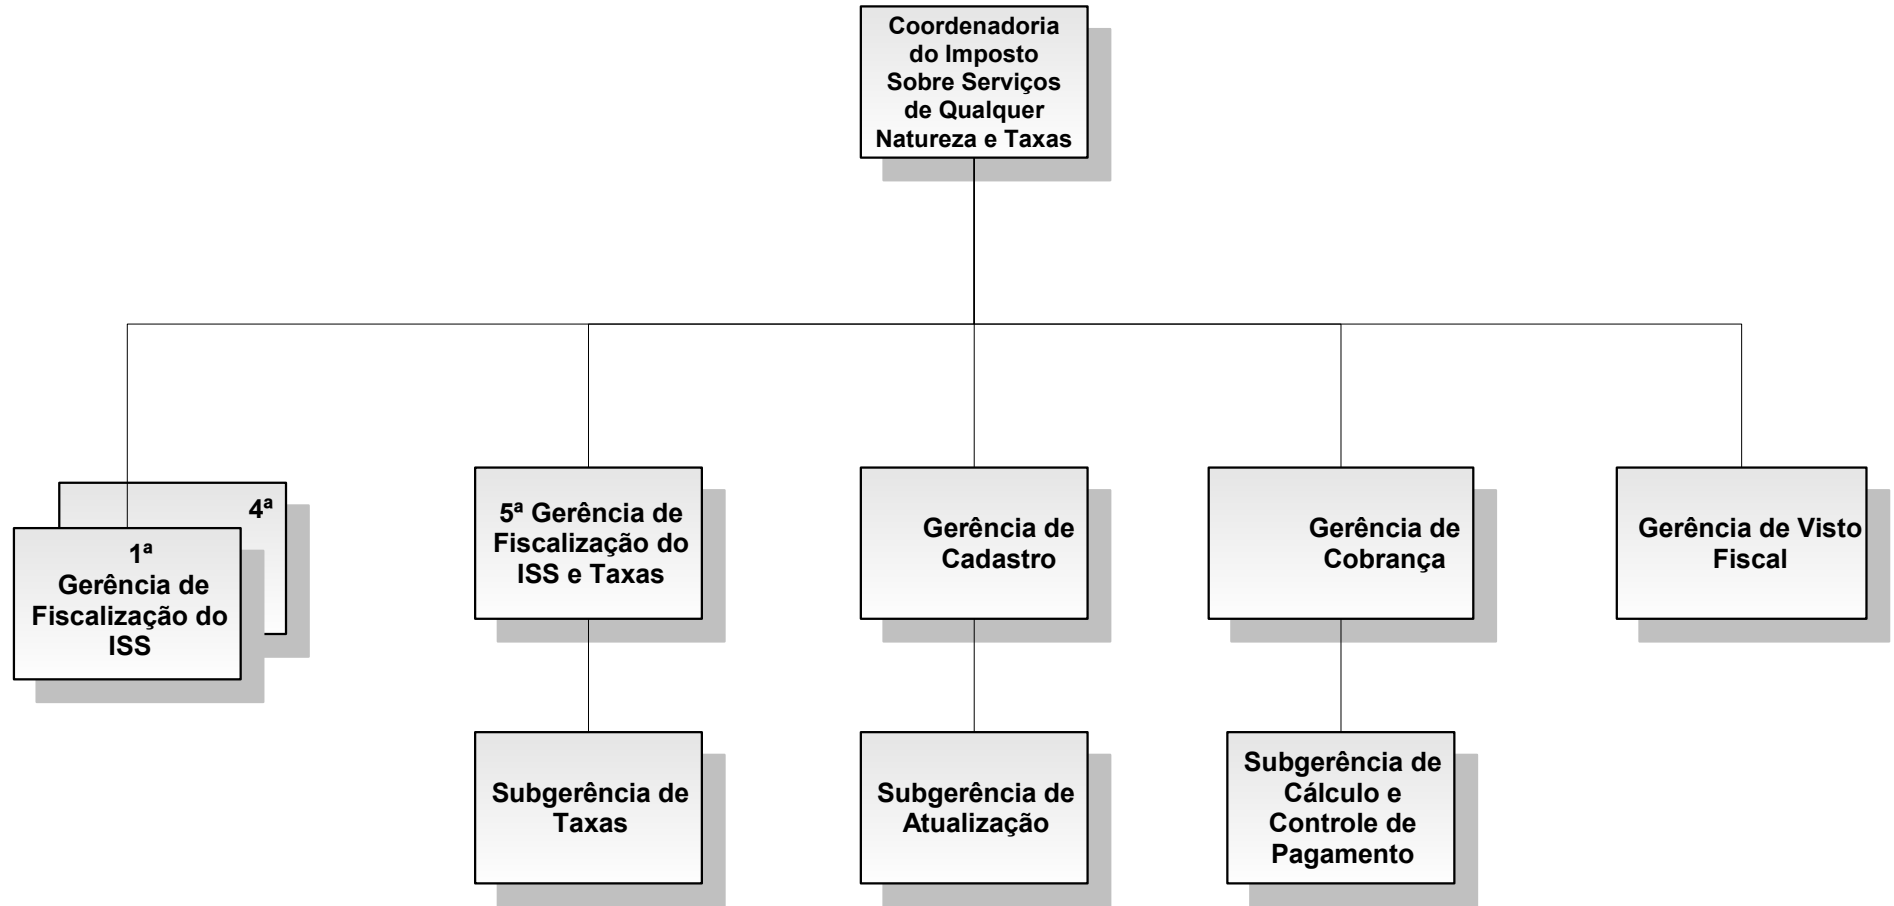 Coordenadoria
do Imposto
Sobre Serviços
de Qualquer
Natureza e Taxas
4ª
1ª
Gerência de
Fiscalização do
ISS
5ª Gerência de
Fiscalização do
ISS e Taxas
Gerência de
Cadastro
Gerência de
Cobrança
Gerência de Visto
Fiscal
Subgerência de
Taxas
Subgerência de
Atualização
Subgerência de
Cálculo e
Controle de
Pagamento